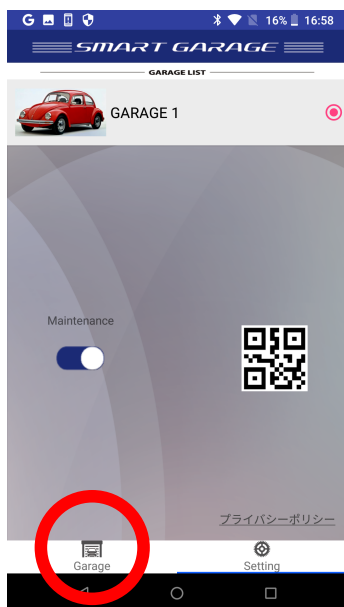 G 16% 16:58
SMART GARAGE
GARAGE LIST
GARAGE 1
Maintenance
プライバシーポリシー
Garage
Setting